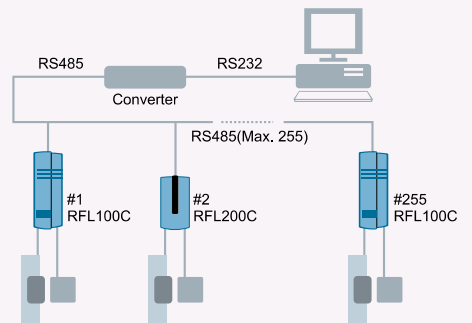 RS485
RS232
Converter
RS485(Max. 255)
#1
RFL100C
#2
RFL200C
#255
RFL100C